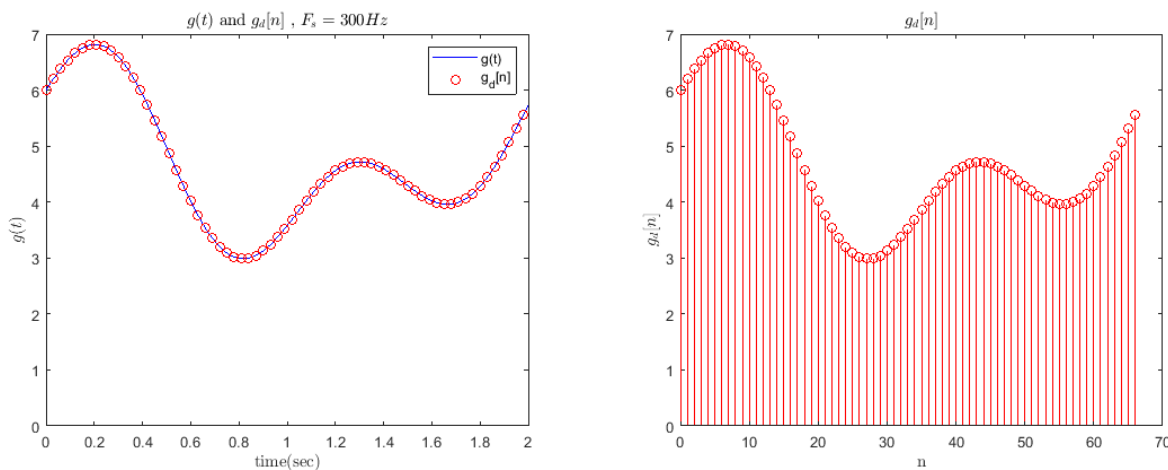 g(t) and g_d[n] , F_s = 300Hz
7
6
5
4
3
2
1
0
g(t)
g(t)
g_d[n]
0 0.2 0.4 0.6 0.8 1 1.2 1.4 1.6 1.8 2
time(sec)
g_d[n]
7
6
5
4
3
2
1
0
g_d[n]
0 10 20 30 40 50 60 70
n